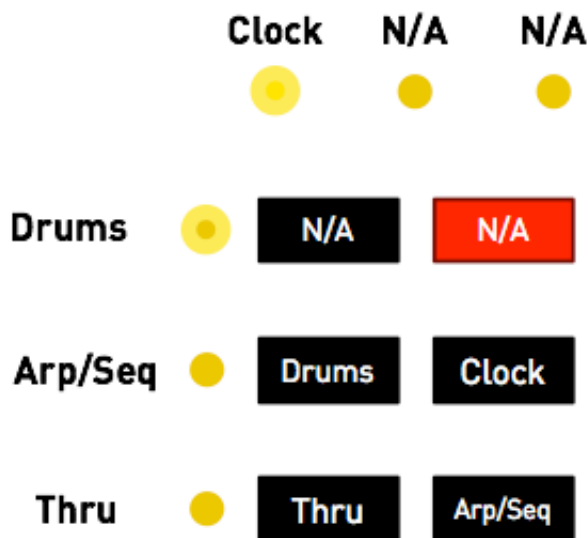 Clock N/A N/A
Drums N/A N/A
Arp/Seq Drums Clock
Thru Thru Arp/Seq